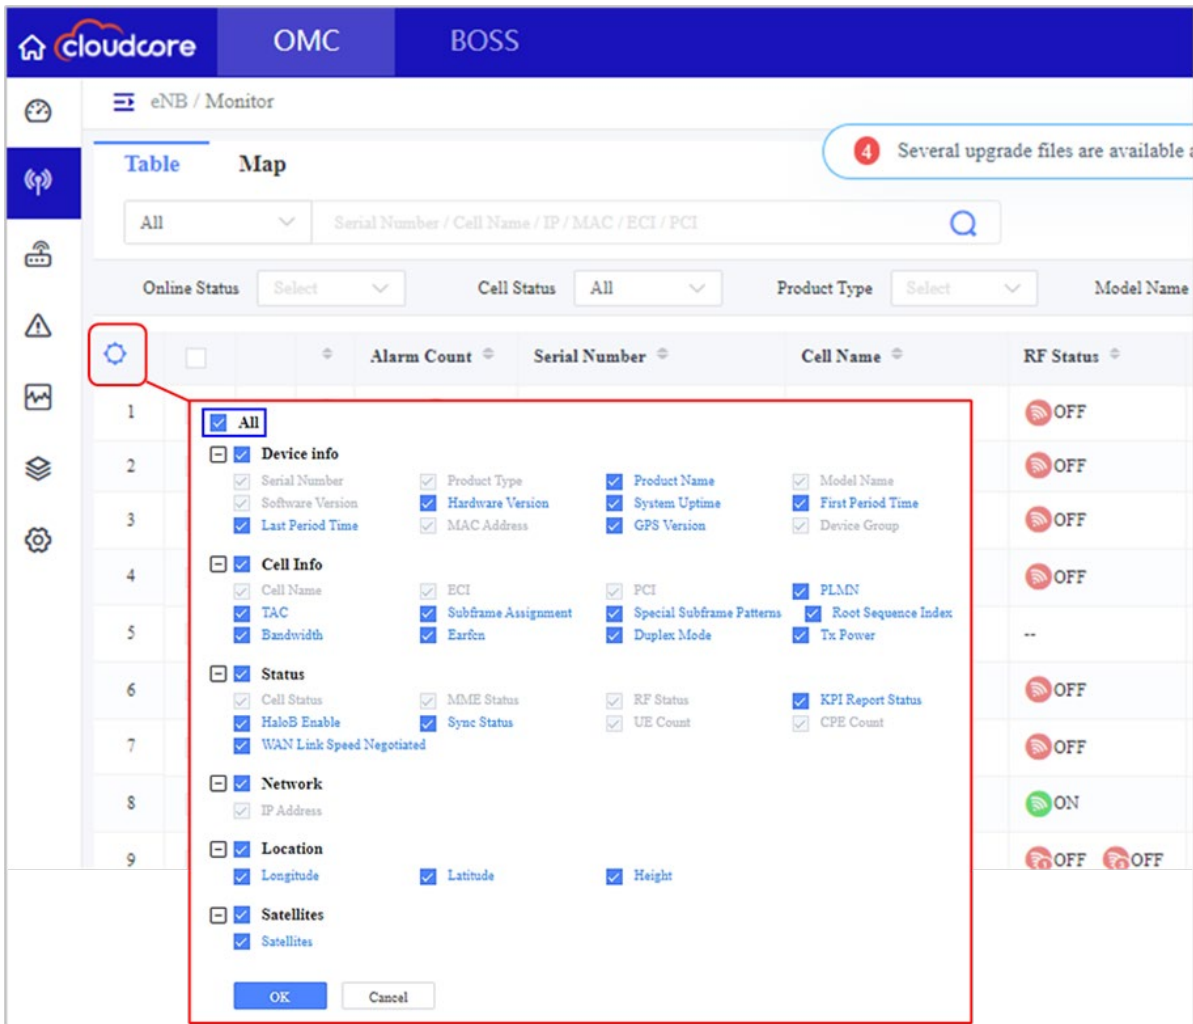 cloudcore OMC BOSS
eNB / Monitor
4 Several upgrade files are available a
Table Map
All Serial Number / Cell Name / IP / MAC / ECI / PCI
Online Status Select Cell Status All Product Type Select Model Name
Alarm Count Serial Number Cell Name RF Status
1 OFF
All
Device info
2 OFF
Serial Number Product Type Product Name Model Name
Software Version Hardware Version System Uptime First Period Time
3 OFF
Last Period Time MAC Address GPS Version Device Group
Cell Info
4 OFF
Cell Name ECI PCI PLMN
TAC Subframe Assignment Special Subframe Patterns Root Sequence Index
5 --
Bandwidth Earfcn Duplex Mode Tx Power
Status
6 OFF
Cell Status MME Status RF Status KPI Report Status
HaloB Enable Sync Status UE Count CPE Count
7 OFF
WAN Link Speed Negotiated
Network
8 ON
IP Address
Location
9 OFF OFF
Longitude Latitude Height
Satellites
Satellites
OK Cancel